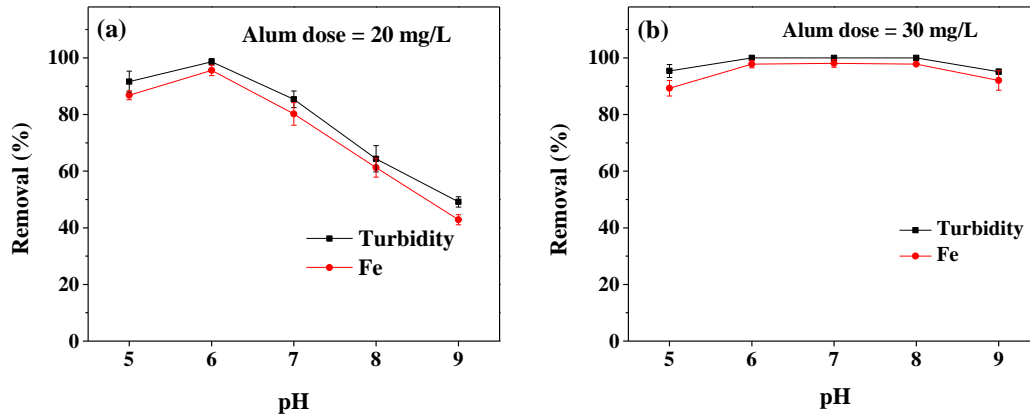 (a)
Alum dose = 20 mg/L
100
80
60
40
20
0
Removal (%)
Turbidity
Fe
5 6 7 8 9
pH
(b)
Alum dose = 30 mg/L
100
80
60
40
20
0
Removal (%)
Turbidity
Fe
5 6 7 8 9
pH